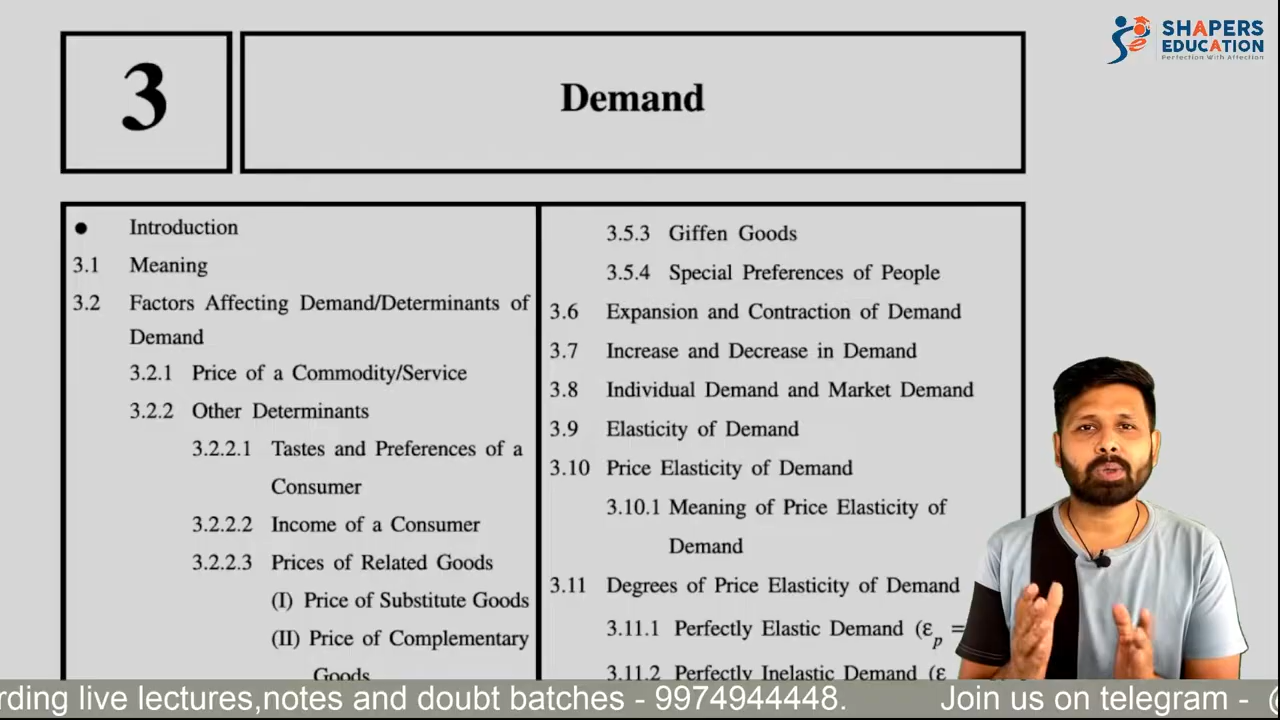 SHAPERS
EDUCATION
Perfection With Affection
3
Demand
● Introduction
3.1 Meaning
3.2 Factors Affecting Demand/Determinants of
Demand
3.2.1 Price of a Commodity/Service
3.2.2 Other Determinants
3.2.2.1 Tastes and Preferences of a
Consumer
3.2.2.2 Income of a Consumer
3.2.2.3 Prices of Related Goods
(I) Price of Substitute Goods
(II) Price of Complementary
Goods
3.5.3 Giffen Goods
3.5.4 Special Preferences of People
3.6 Expansion and Contraction of Demand
3.7 Increase and Decrease in Demand
3.8 Individual Demand and Market Demand
3.9 Elasticity of Demand
3.10 Price Elasticity of Demand
3.10.1 Meaning of Price Elasticity of
Demand
3.11 Degrees of Price Elasticity of Demand
3.11.1 Perfectly Elastic Demand (εp =
3.11.2 Perfectly Inelastic Demand (ε
rding live lectures,notes and doubt batches - 9974944448. Join us on telegram -